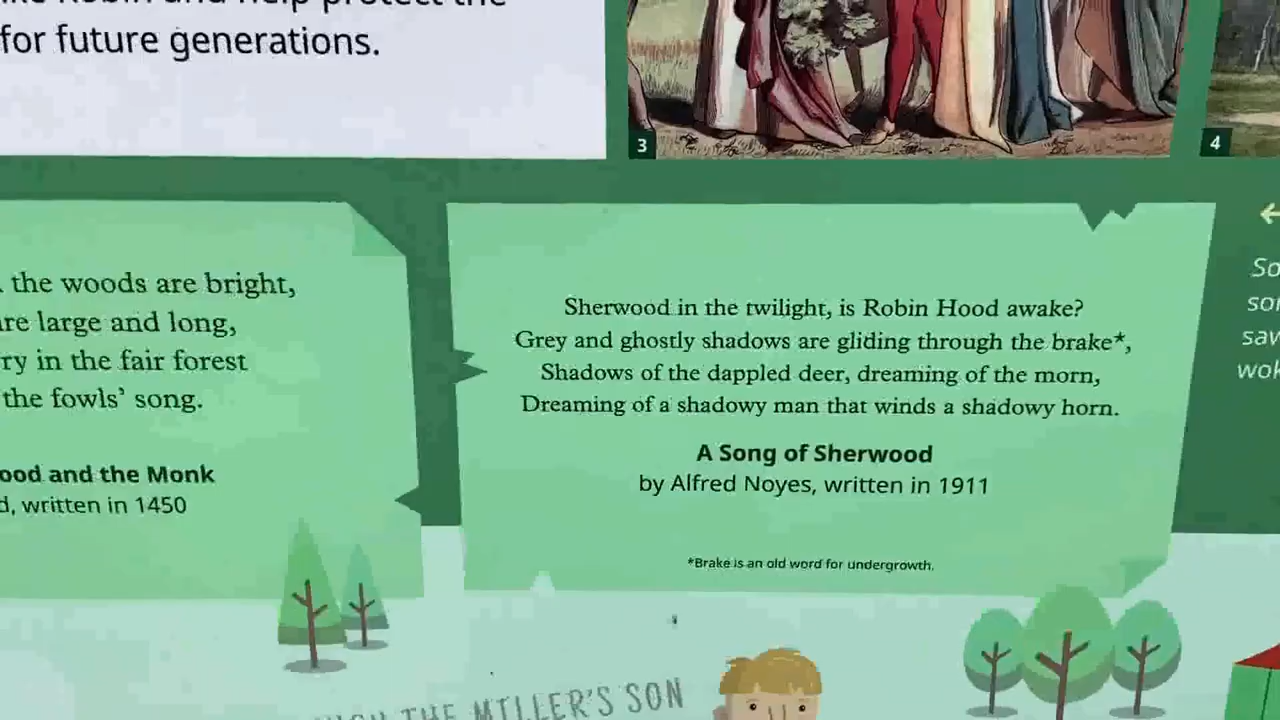 for future generations.
3
4
the woods are bright,
are large and long,
in the fair forest
the fowls' song.
and the Monk
written in 1450
Sherwood in the twilight, is Robin Hood awake?
Grey and ghostly shadows are gliding through the brake*,
Shadows of the dappled deer, dreaming of the morn,
Dreaming of a shadowy man that winds a shadowy horn.
A Song of Sherwood
by Alfred Noyes, written in 1911
*Brake is an old word for undergrowth.
←
THE MILLER'S SON